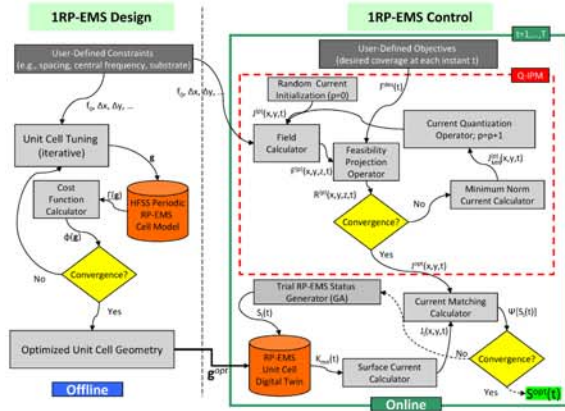 1RP-EMS Design
1RP-EMS Control
t=1,...,T
User-Defined Constraints
(e.g., spacing, central frequency, substrate)
User-Defined Objectives
(desired coverage at each instant t)
Q-IPM
Random Current
Initialization (p=0)
Unit Cell Tuning
(iterative)
g
Field
Calculator
Feasibility
Projection
Operator
Current Quantization
Operator; p=p+1
Cost
Function
Calculator
HFSS Periodic
RP-EMS
Cell Model
Minimum Norm
Current Calculator
No
Convergence?
Yes
Convergence?
No
Yes
Trial RP-EMS Status
Generator (GA)
Current Matching
Calculator
Optimized Unit Cell Geometry
RP-EMS
Unit Cell
Digital Twin
Surface Current
Calculator
No
Convergence?
Yes
Offline
Online